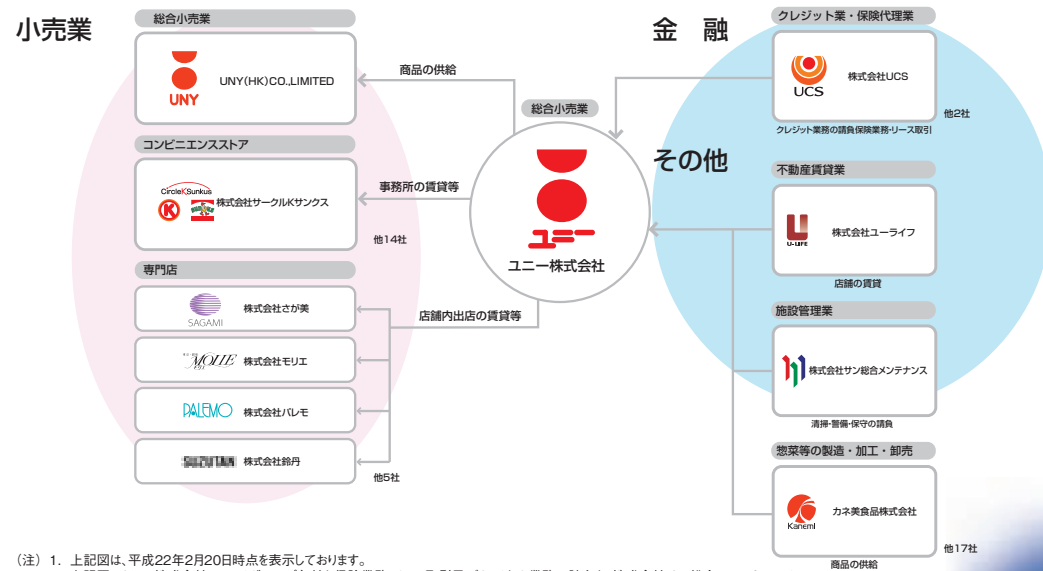 小売業
総合小売業
UNY
UNY(HK)CO.,LIMITED
コンビニエンスストア
CircleKSunkus
K
株式会社サークルKサンクス
他14社
専門店
SAGAMI
株式会社さが美
MOLIE
株式会社モリエ
PALEMO
株式会社パレモ
SUZUTAN
株式会社鈴丹
他5社
商品の供給
事務所の賃貸等
店舗内出店の賃貸等
総合小売業
ユニー
ユニー株式会社
金 融
クレジット業・保険代理業
UCS
株式会社UCS
他2社
クレジット業務の請負保険業務・リース取引
その他
不動産賃貸業
U-LIFE
株式会社ユーライフ
店舗の賃貸
施設管理業
株式会社サン総合メンテナンス
清掃・警備・保守の請負
惣菜等の製造・加工・卸売
Kanemi
カネ美食品株式会社
他17社
商品の供給
(注) 1. 上記図は、平成22年2月20日時点を表示しております。